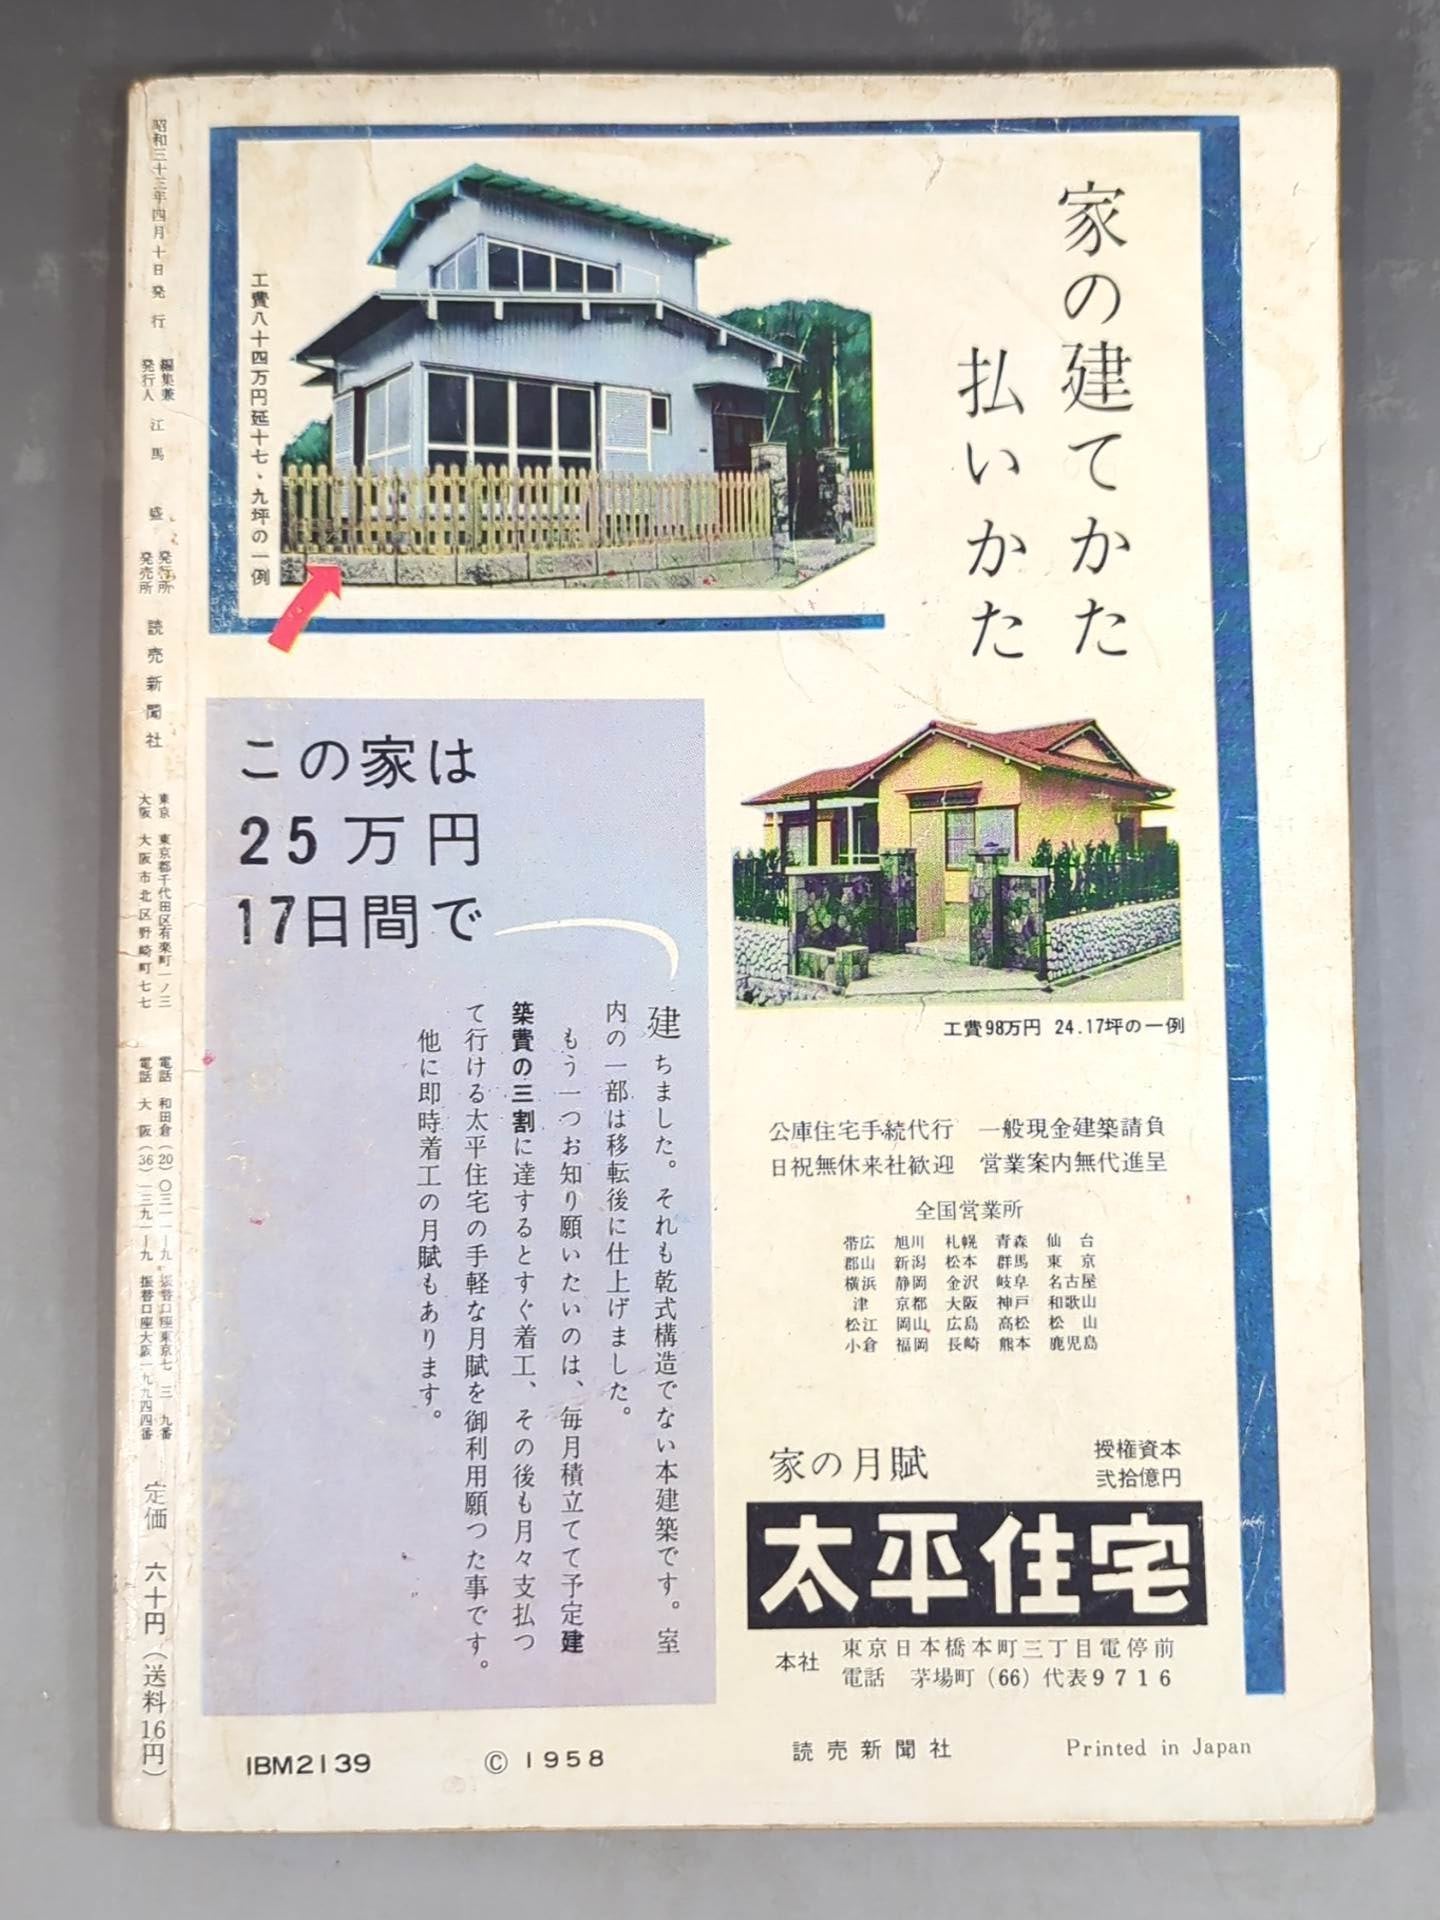 家の建てかた
払いかた
工費八十四万円延十七、九坪の一例
この家は
25万円
17日間で
建ちました。それも乾式構造でない本建築です。室
内の一部は移転後に仕上げました。
もう一つお知り願いたいのは、毎月積立てて予定建
築費の三割に達するとすぐ着工、その後も月々支払つ
て行ける太平住宅の手軽な月賦を御利用願つた事です。
他に即時着工の月賦もあります。
工費98万円 24.17坪の一例
公庫住宅手続代行 一般現金建築請負
日祝無休来社歓迎 営業案内無代進呈
全国営業所
帯広 旭川 札幌 青森 仙台
郡山 新潟 松本 群馬 東京
横浜 静岡 金沢 岐阜 名古屋
津 京都 大阪 神戸 和歌山
松江 岡山 広島 高松 松山
小倉 福岡 長崎 熊本 鹿児島
家の月賦
授権資本
弐拾億円
太平住宅
本社
東京日本橋本町三丁目電停前
電話 茅場町(66)代表9716
IBM2139
© 1958
読売新聞社
Printed in Japan
昭和三十三年四月十日発行
編集兼
発行人
江馬 盛
発行所
発売所
読売新聞社
東京 東京都千代田区有楽町一ノ三
大阪 大阪市北区野崎町七七
電話 和田倉(20)〇三一一―九
電話 大阪(36)一三九一―九
振替口座東京七三九番
振替口座大阪一九九四四番
定価 六十円(送料16円)